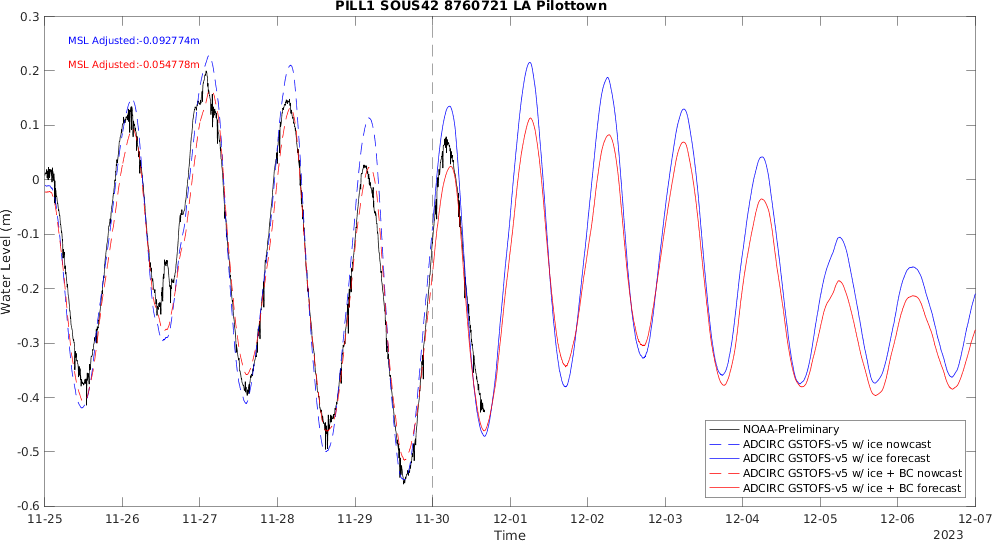 PILL1 SOUS42 8760721 LA Pilottown
MSL Adjusted:-0.092774m
MSL Adjusted:-0.054778m
0.3
0.2
0.1
0
-0.1
-0.2
-0.3
-0.4
-0.5
-0.6
Water Level (m)
NOAA-Preliminary
ADCIRC GSTOFS-v5 w/ ice nowcast
ADCIRC GSTOFS-v5 w/ ice forecast
ADCIRC GSTOFS-v5 w/ ice + BC nowcast
ADCIRC GSTOFS-v5 w/ ice + BC forecast
11-25 11-26 11-27 11-28 11-29 11-30 12-01 12-02 12-03 12-04 12-05 12-06 12-07
Time
2023